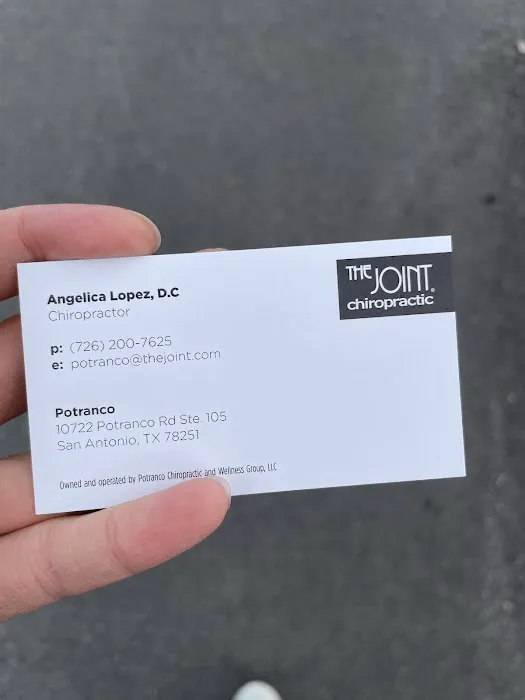 THE JOINT®
chiropractic
Angelica Lopez, D.C
Chiropractor
p: (726) 200-7625
e: potranco@thejoint.com
Potranco
10722 Potranco Rd Ste. 105
San Antonio, TX 78251
Owned and operated by Potranco Chiropractic and Wellness Group, LLC